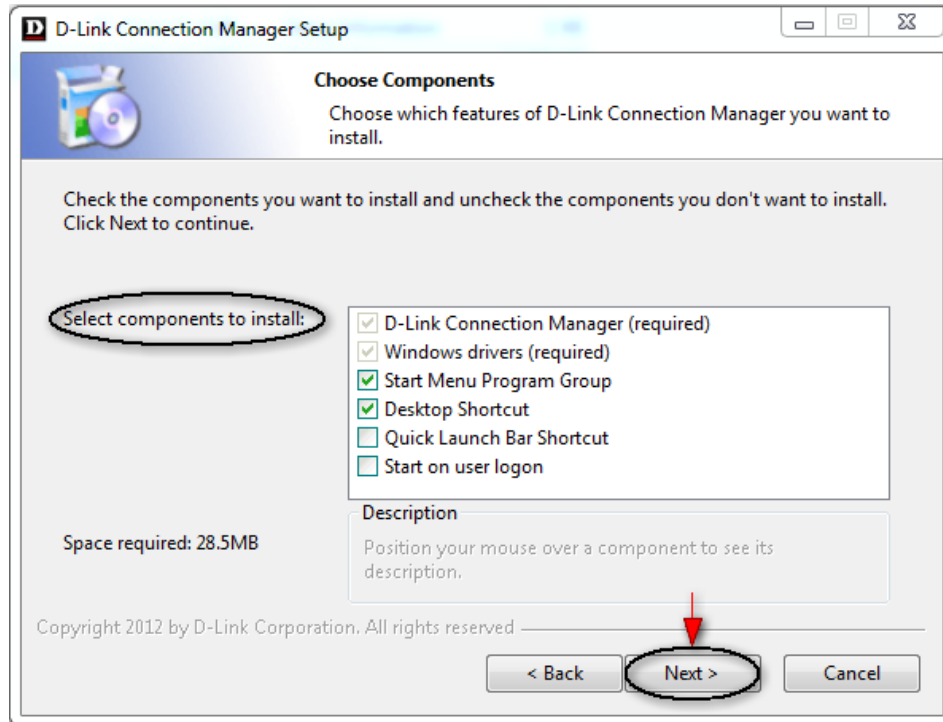 D D-Link Connection Manager Setup
Choose Components
Choose which features of D-Link Connection Manager you want to
install.
Check the components you want to install and uncheck the components you don't want to install.
Click Next to continue.
Select components to install:
D-Link Connection Manager (required)
Windows drivers (required)
Start Menu Program Group
Desktop Shortcut
Quick Launch Bar Shortcut
Start on user logon
Space required: 28.5MB
Description
Position your mouse over a component to see its
description.
Copyright 2012 by D-Link Corporation. All rights reserved
< Back Next > Cancel